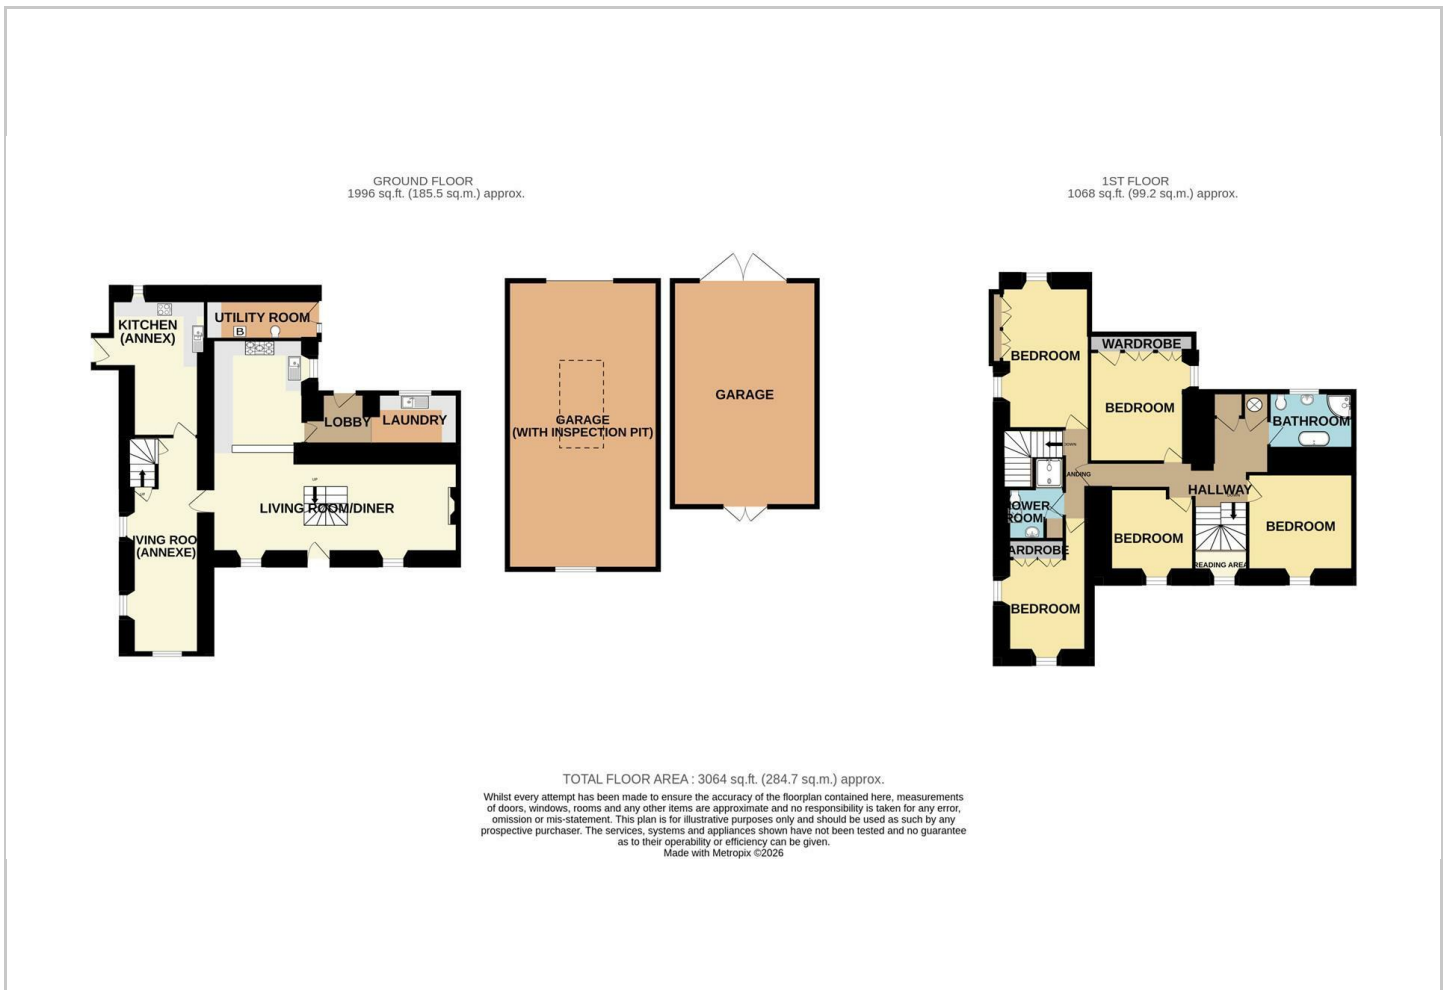 GROUND FLOOR
1996 sq.ft. (185.5 sq.m.) approx.
1ST FLOOR
1068 sq.ft. (99.2 sq.m.) approx.
KITCHEN
(ANNEX)
UTILITY ROOM
B
LOBBY
LAUNDRY
UP
LIVING ROOM/DINER
UP
IVING ROO
(ANNEXE)
GARAGE
(WITH INSPECTION PIT)
GARAGE
BEDROOM
WARDROBE
BEDROOM
BATHROOM
DOWN
ANDING
HALLWAY
OWER
ROOM
BEDROOM
BEDROOM
READING AREA
ARDROBE
BEDROOM
TOTAL FLOOR AREA : 3064 sq.ft. (284.7 sq.m.) approx.
Whilst every attempt has been made to ensure the accuracy of the floorplan contained here, measurements
of doors, windows, rooms and any other items are approximate and no responsibility is taken for any error,
omission or mis-statement. This plan is for illustrative purposes only and should be used as such by any
prospective purchaser. The services, systems and appliances shown have not been tested and no guarantee
as to their operability or efficiency can be given.
Made with Metropix ©2026